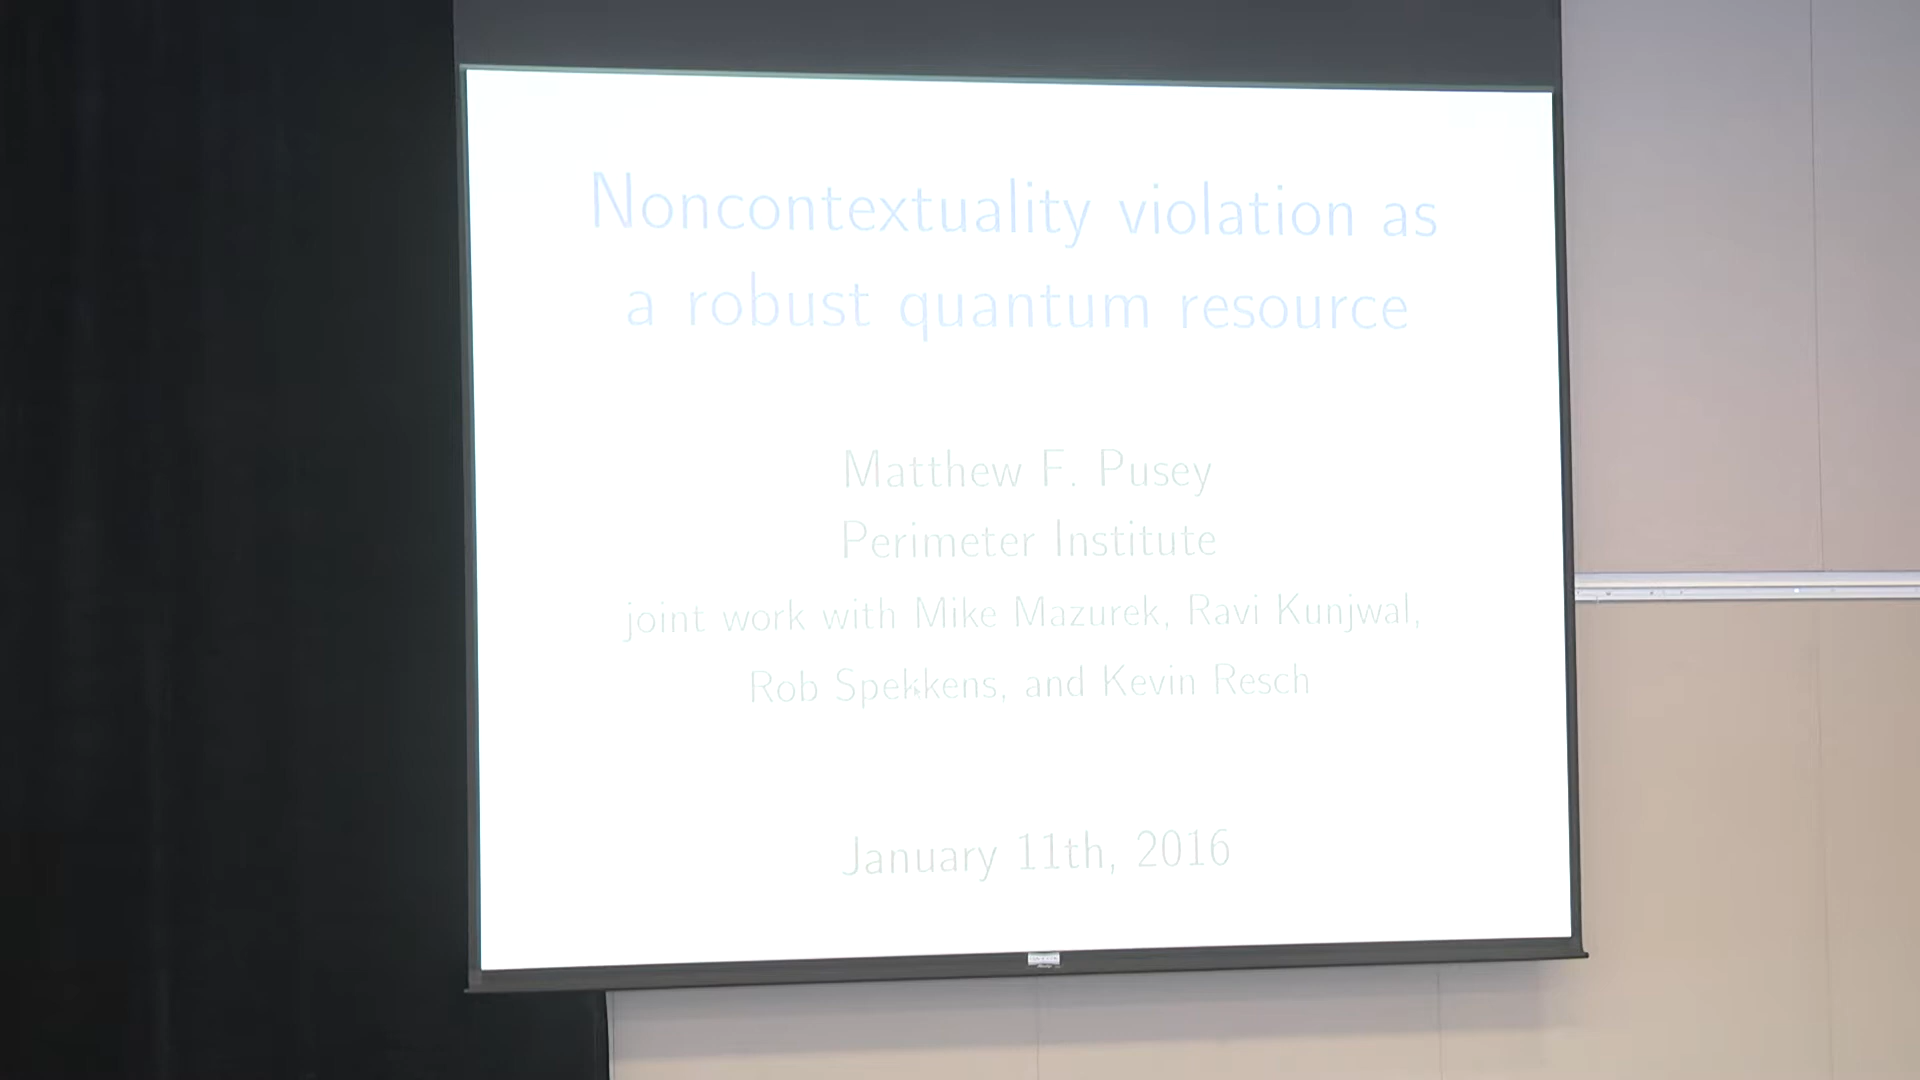 Noncontextuality violation as
a robust quantum resource
Matthew F. Pusey
Perimeter Institute
joint work with Mike Mazurek, Ravi Kunjwal,
Rob Spekkens, and Kevin Resch
January 11th, 2016